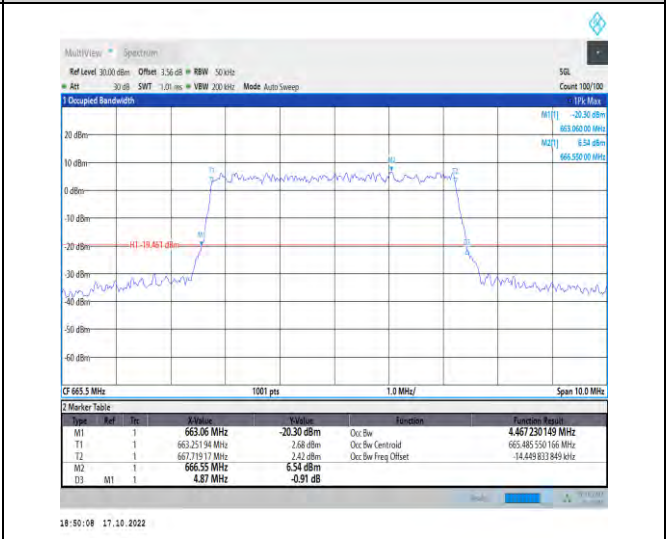 MultiView Spectrum
Ref Level 30.00 dBm Offset 3.56 dB RBW 50 kHz SGL
Att 30 dB SWT 1.01 ms VBW 200 kHz Mode Auto Sweep Count 100/100
1 Occupied Bandwidth 1Pk Max
M1[1] -20.30 dBm
663.060 00 MHz
M2[1] 6.54 dBm
666.550 00 MHz
20 dBm
10 dBm
0 dBm
-10 dBm
-20 dBm
-30 dBm
-40 dBm
-50 dBm
-60 dBm
H1 -19.461 dBm
T1
M2
T2
CF 665.5 MHz 1001 pts 1.0 MHz/ Span 10.0 MHz
2 Marker Table
Type Ref Trc X-Value Y-Value Function Function Result
M1 1 663.06 MHz -20.30 dBm Occ Bw 4.467 230 149 MHz
T1 1 663.251 94 MHz 2.68 dBm Occ Bw Centroid 665.485 550 166 MHz
T2 1 667.719 17 MHz 2.42 dBm Occ Bw Freq Offset -14.449 833 849 kHz
M2 1 666.55 MHz 6.54 dBm
D3 M1 1 4.87 MHz -0.91 dB
18:50:08 17.10.2022